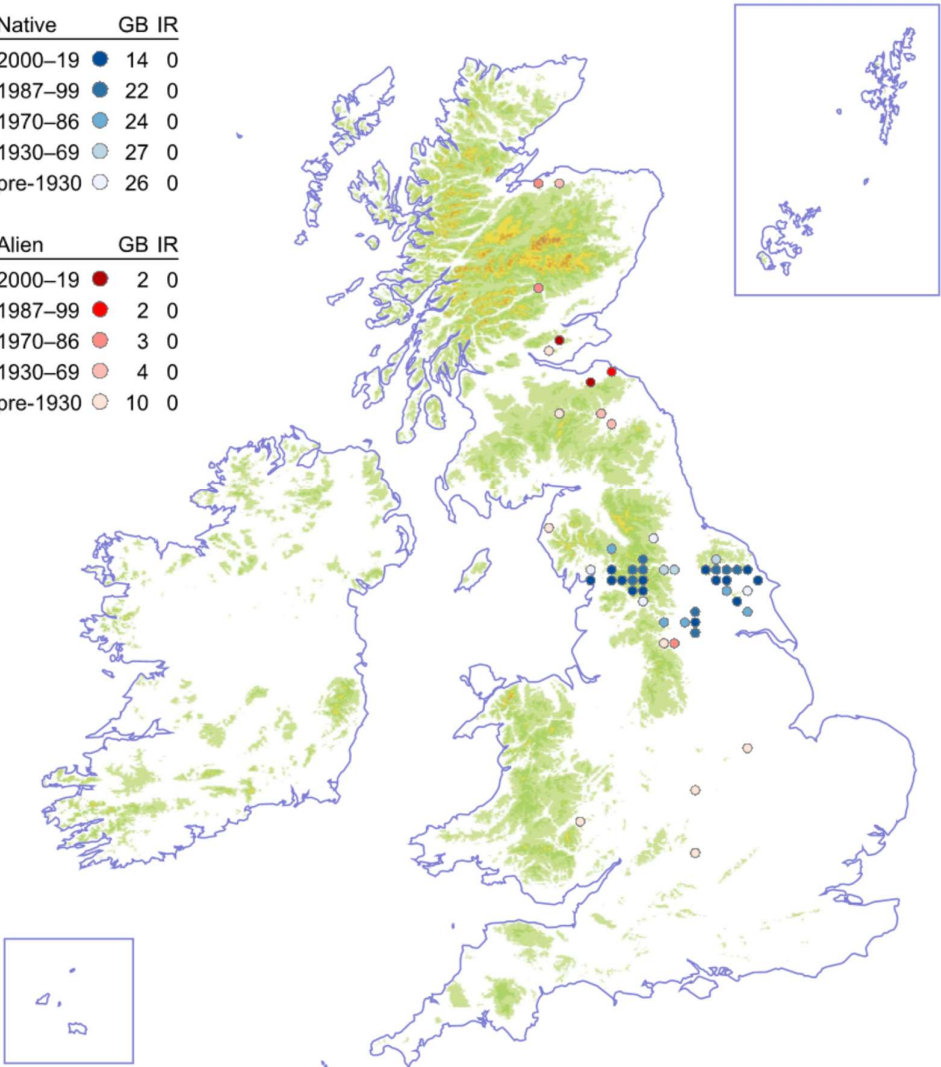 Native GB IR
2000–19 14 0
1987–99 22 0
1970–86 24 0
1930–69 27 0
pre-1930 26 0
Alien GB IR
2000–19 2 0
1987–99 2 0
1970–86 3 0
1930–69 4 0
pre-1930 10 0